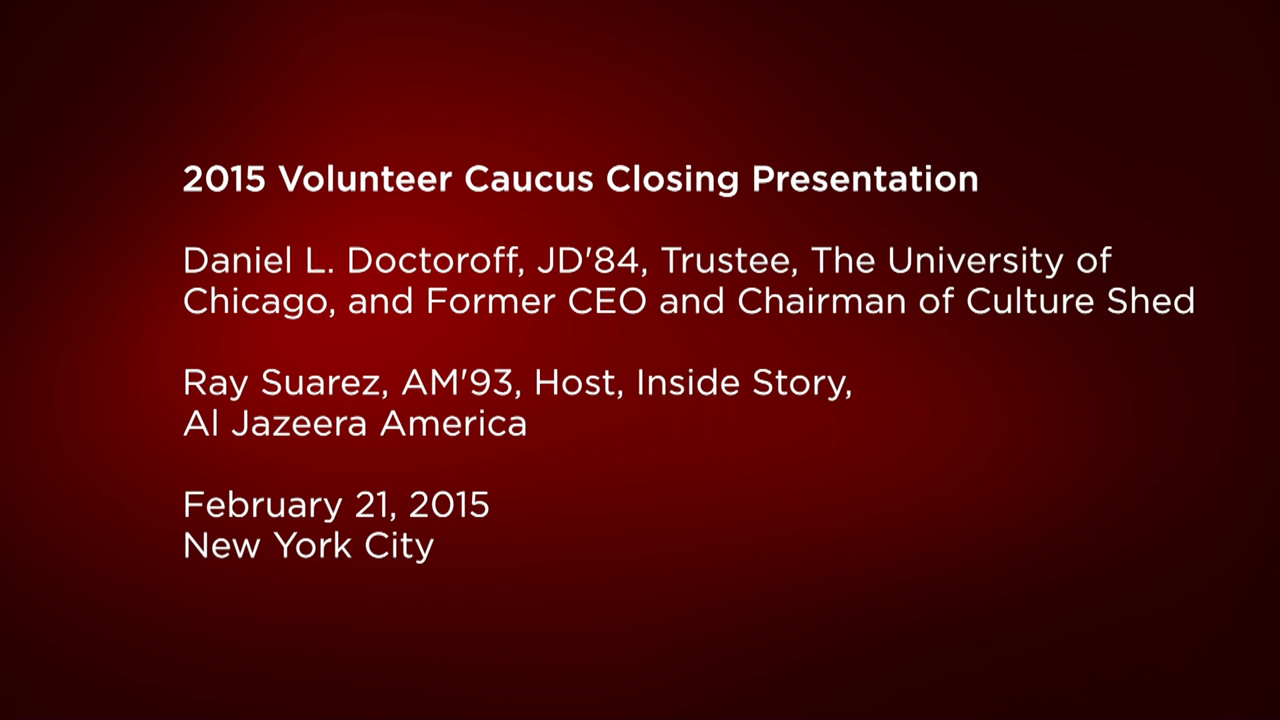 2015 Volunteer Caucus Closing Presentation
Daniel L. Doctoroff, JD'84, Trustee, The University of
Chicago, and Former CEO and Chairman of Culture Shed
Ray Suarez, AM'93, Host, Inside Story,
Al Jazeera America
February 21, 2015
New York City